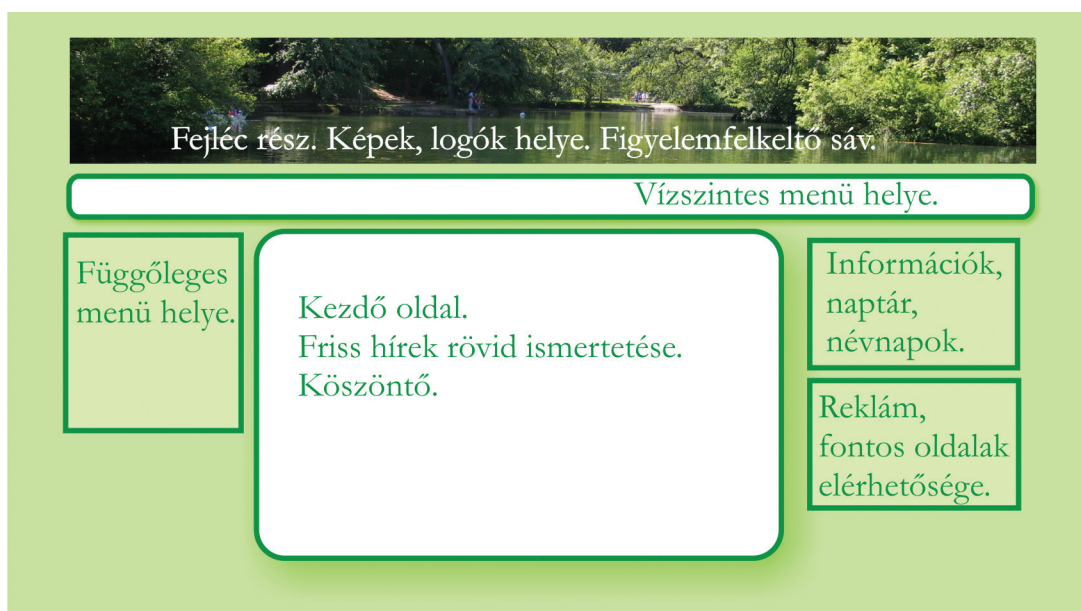 Fejléc rész. Képek, logók helye. Figyelemfelkeltő sáv.
Vízszintes menü helye.
Függőleges
menü helye.
Kezdő oldal.
Friss hírek rövid ismertetése.
Köszöntő.
Információk,
naptár,
névnapok.
Reklám,
fontos oldalak
elérhetősége.